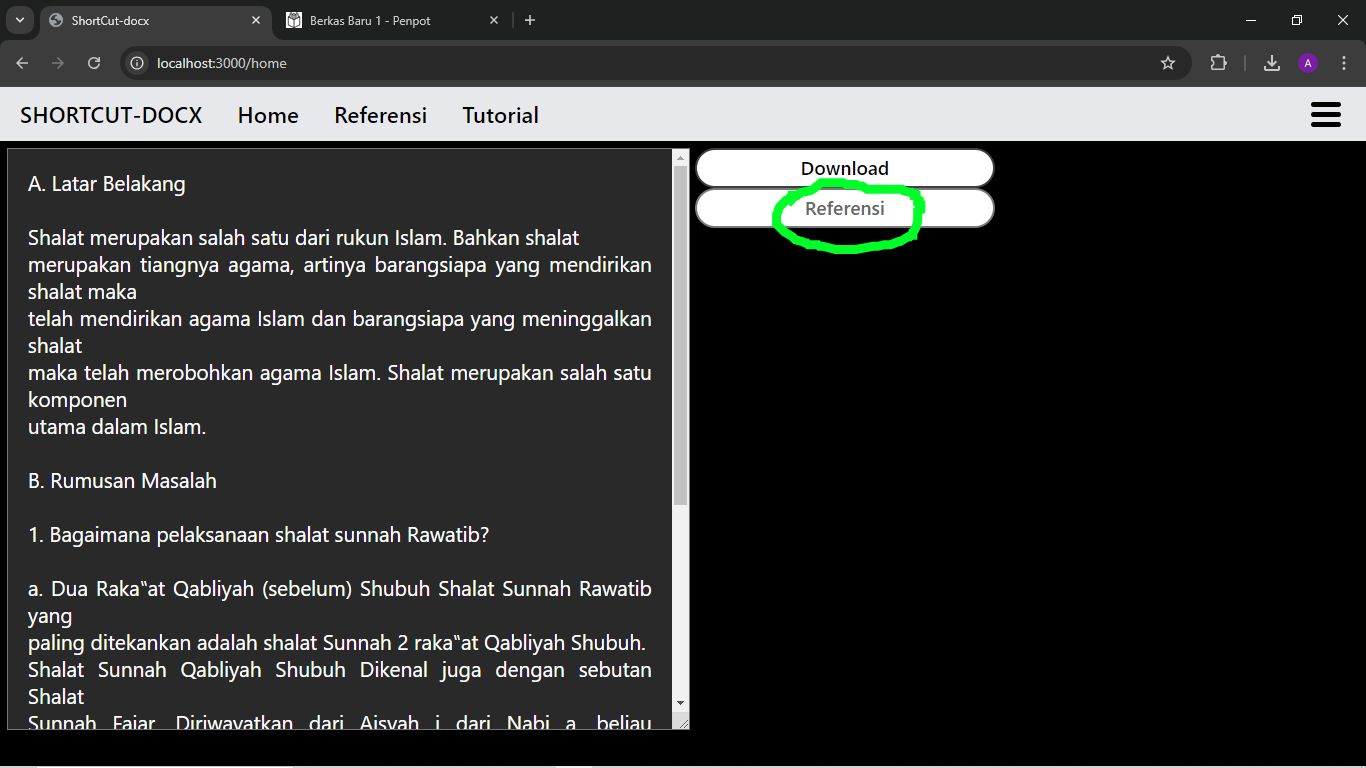 ShortCut-docx
Berkas Baru 1 - Penpot
localhost:3000/home
A
SHORTCUT-DOCX Home Referensi Tutorial
A. Latar Belakang
Shalat merupakan salah satu dari rukun Islam. Bahkan shalat
merupakan tiangnya agama, artinya barangsiapa yang mendirikan
shalat maka
telah mendirikan agama Islam dan barangsiapa yang meninggalkan
shalat
maka telah merobohkan agama Islam. Shalat merupakan salah satu
komponen
utama dalam Islam.
B. Rumusan Masalah
1. Bagaimana pelaksanaan shalat sunnah Rawatib?
a. Dua Raka‟at Qabliyah (sebelum) Shubuh Shalat Sunnah Rawatib
yang
paling ditekankan adalah shalat Sunnah 2 raka‟at Qabliyah Shubuh.
Shalat Sunnah Qabliyah Shubuh Dikenal juga dengan sebutan
Shalat
Sunnah Fajar. Diriwayatkan dari Aisyah i dari Nabi a, beliau
Download
Referensi